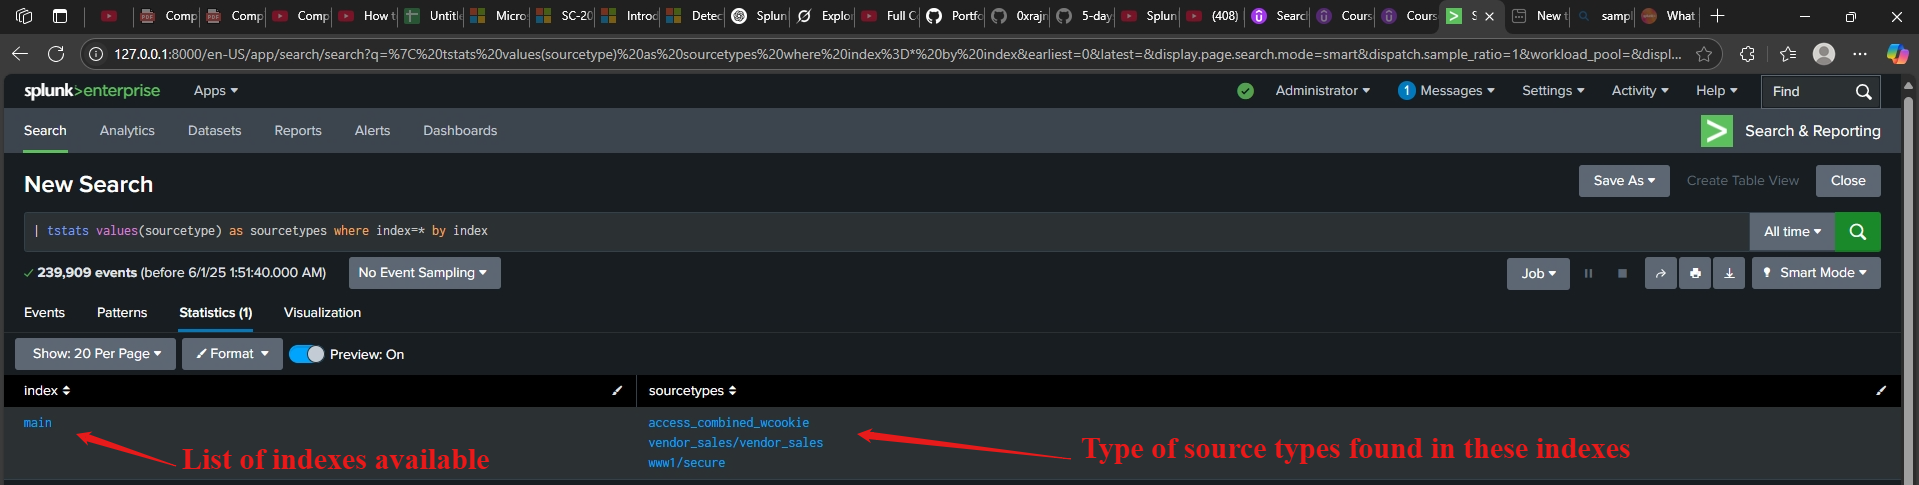 Comp
Comp
Comp
How t
Untitle
Micro
SC-20
Introd
Detec
Splun
Explor
Full C
Portfo
0xrajn
5-day
Splun
(408)
Searc
Cours
Cours
New t
sampl
What
127.0.0.1:8000/en-US/app/search/search?q=%7C%20tstats%20values(sourcetype)%20as%20sourcetypes%20where%20index%3D*%20by%20index&earliest=0&latest=&display.page.search.mode=smart&dispatch.sample_ratio=1&workload_pool=&displ...
splunk>enterprise Apps Administrator 1 Messages Settings Activity Help Find
Search Analytics Datasets Reports Alerts Dashboards Search & Reporting
New Search Save As Create Table View Close
| tstats values(sourcetype) as sourcetypes where index=* by index All time
239,909 events (before 6/1/25 1:51:40.000 AM) No Event Sampling Job Smart Mode
Events Patterns Statistics (1) Visualization
Show: 20 Per Page Format Preview: On
index sourcetypes
main access_combined_wcookie
vendor_sales/vendor_sales
www1/secure
List of indexes available
Type of source types found in these indexes